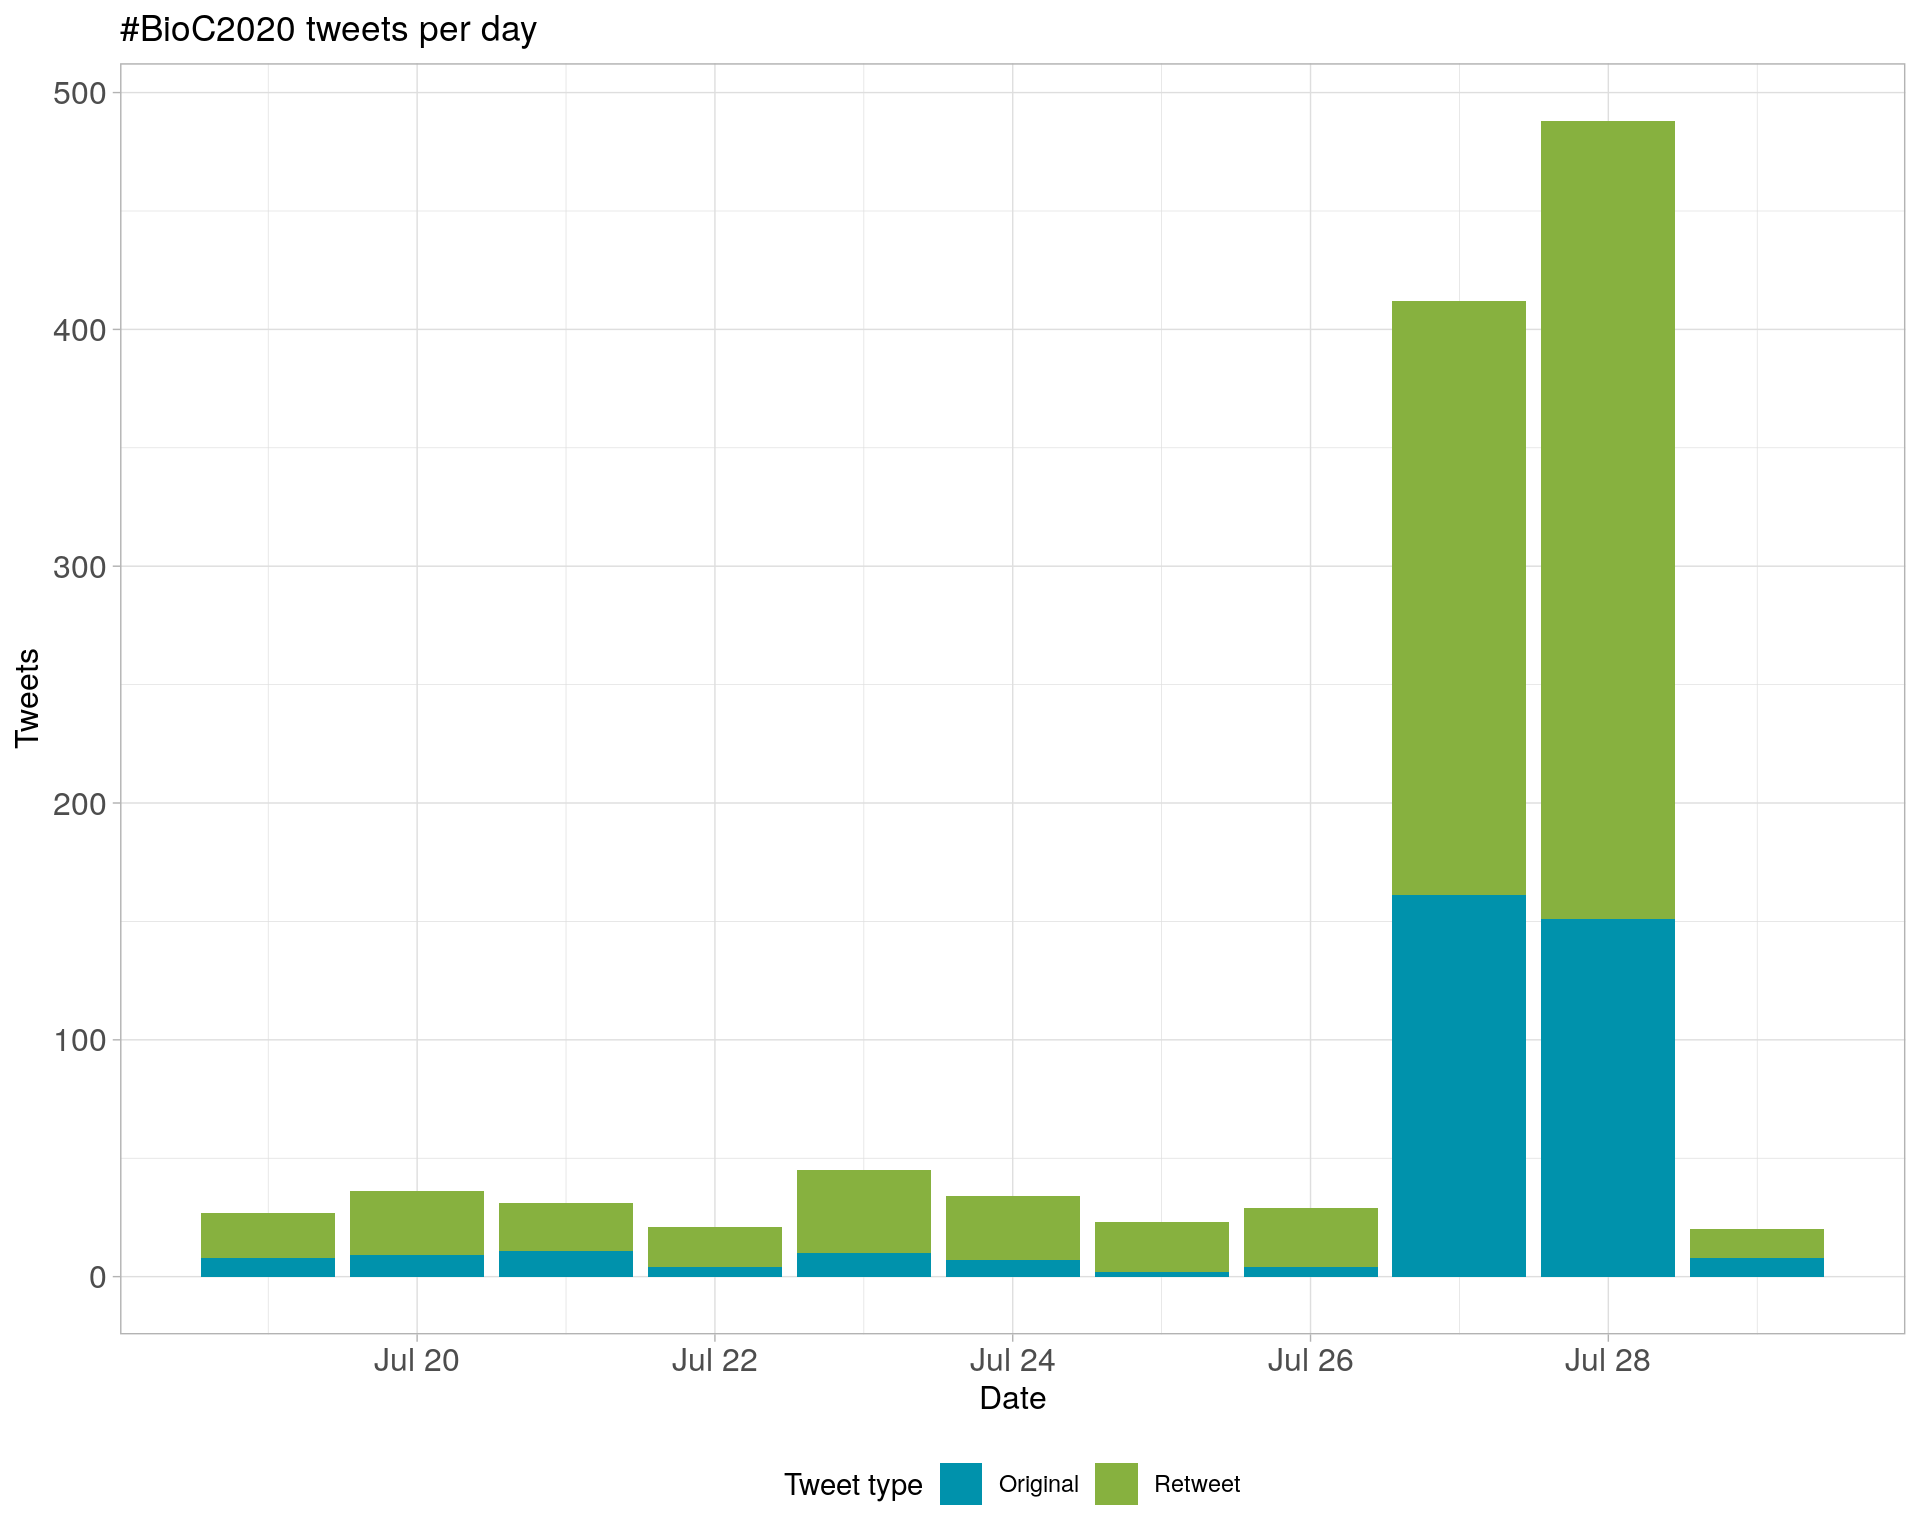 #BioC2020 tweets per day
500
400
300
200
100
0
Tweets
Jul 20 Jul 22 Jul 24 Jul 26 Jul 28
Date
Tweet type Original Retweet